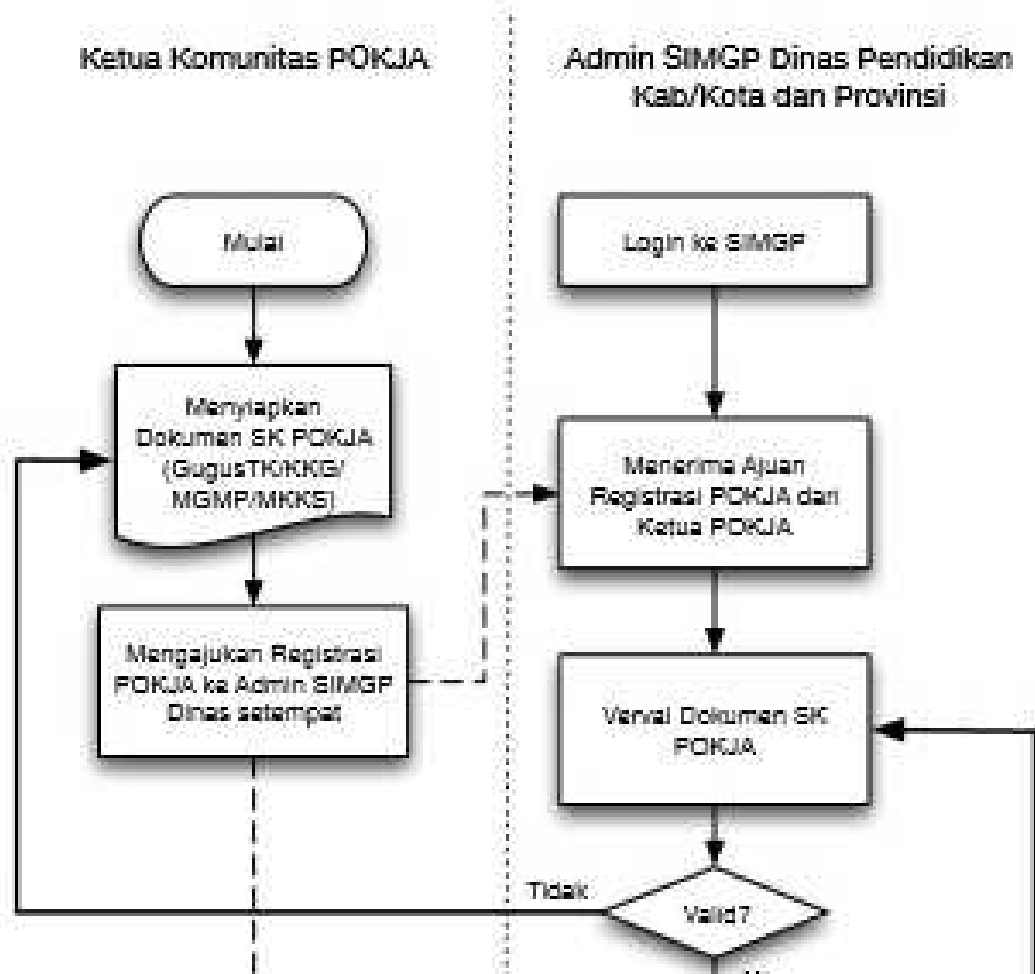 Ketua Komunitas POKJA
Admin SIMGP Dinas Pendidikan
Kab/Kota dan Provinsi
Mulai
Login ke SIMGP
Menyiapkan
Dokumen SK POKJA
(GugusTK/KKG/
MGMP/MKKS)
Menerima Ajuan
Registrasi POKJA dari
Ketua POKJA
Mengajukan Registrasi
POKJA ke Admin SIMGP
Dinas setempat
Verval Dokumen SK
POKJA
Tidak
Valid?